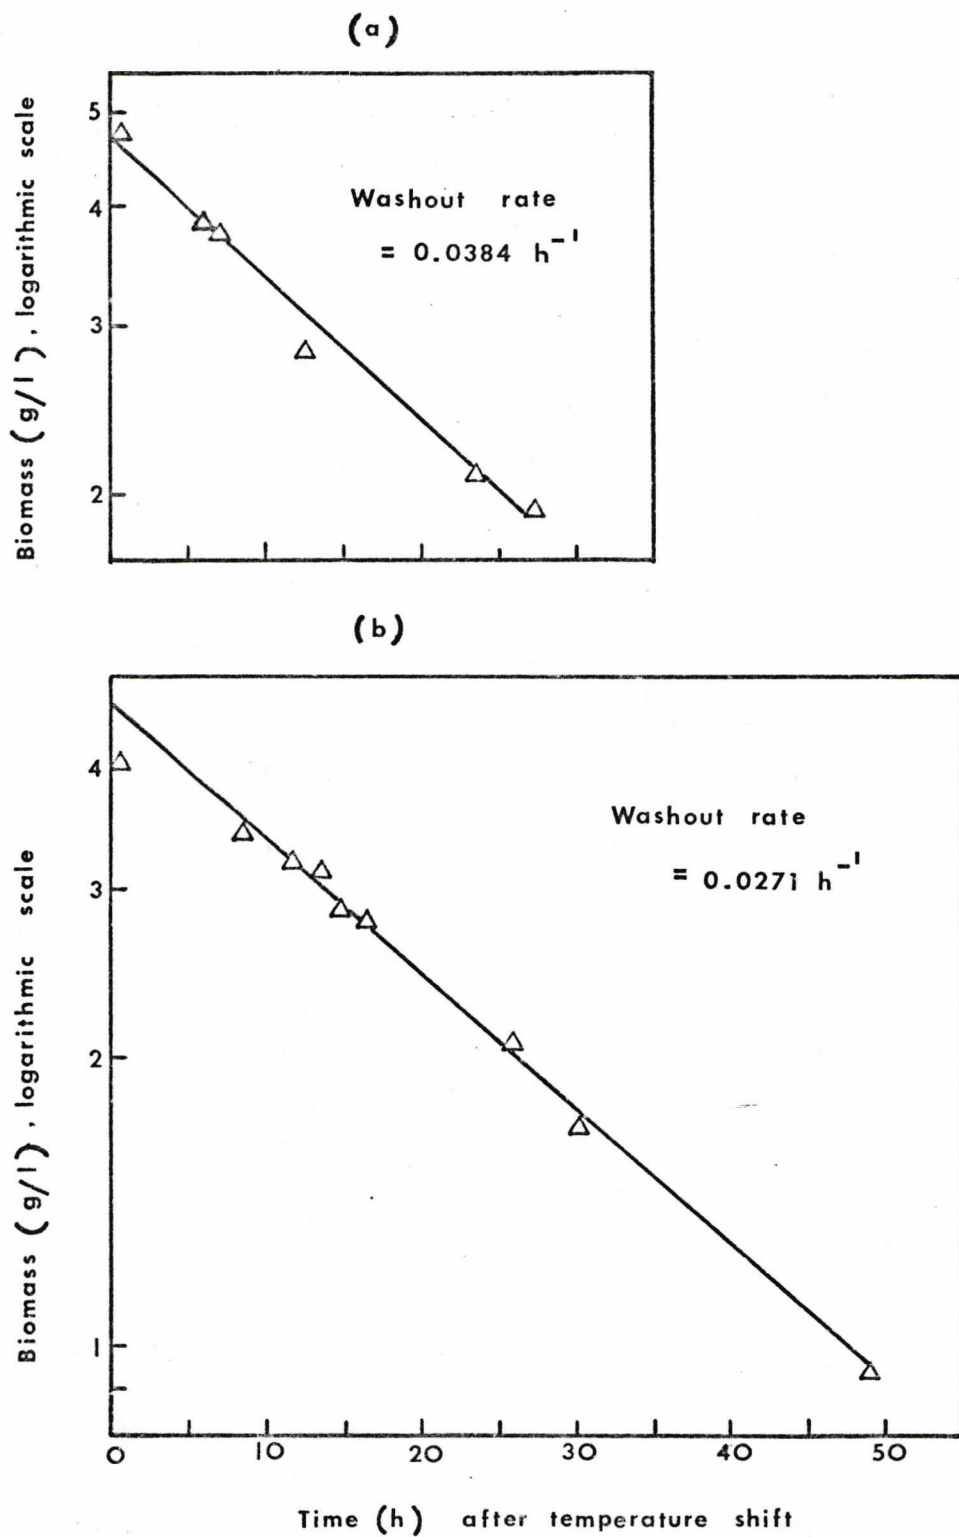 (a)
Biomass (g/l), logarithmic scale
5
4
3
2
Washout rate
= 0.0384 h⁻¹
(b)
Biomass (g/l), logarithmic scale
4
3
2
1
Washout rate
= 0.0271 h⁻¹
0 10 20 30 40 50
Time (h) after temperature shift